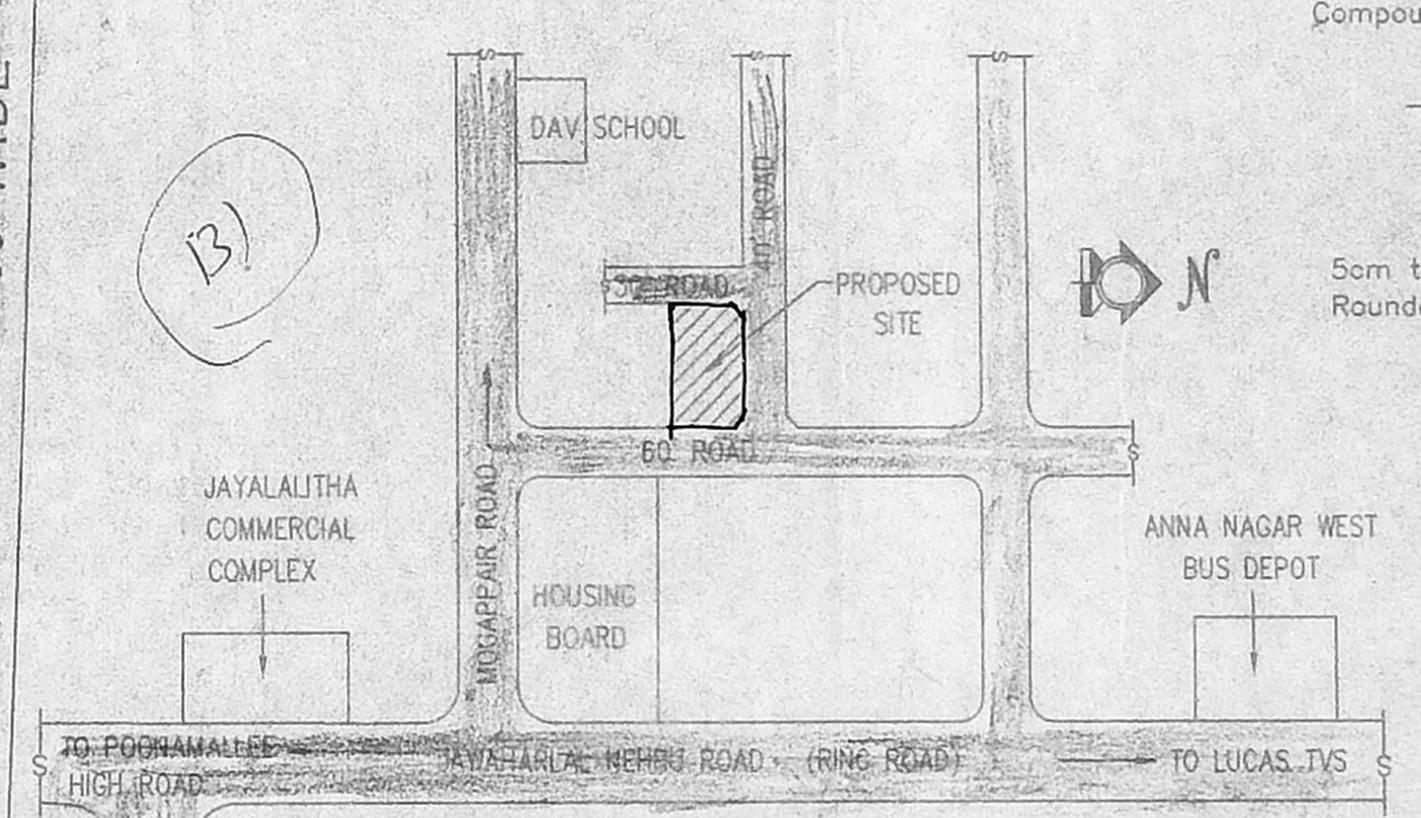 Compou
DAV SCHOOL
40' ROAD
30' ROAD
PROPOSED
SITE
N
5cm t
Rounde
B)
60' ROAD
JAYALALITHA
COMMERCIAL
COMPLEX
MOGAPPAIR ROAD
HOUSING
BOARD
ANNA NAGAR WEST
BUS DEPOT
TO POONAMALLEE
HIGH ROAD
JAWAHARLAL NEHRU ROAD (RING ROAD)
TO LUCAS TVS